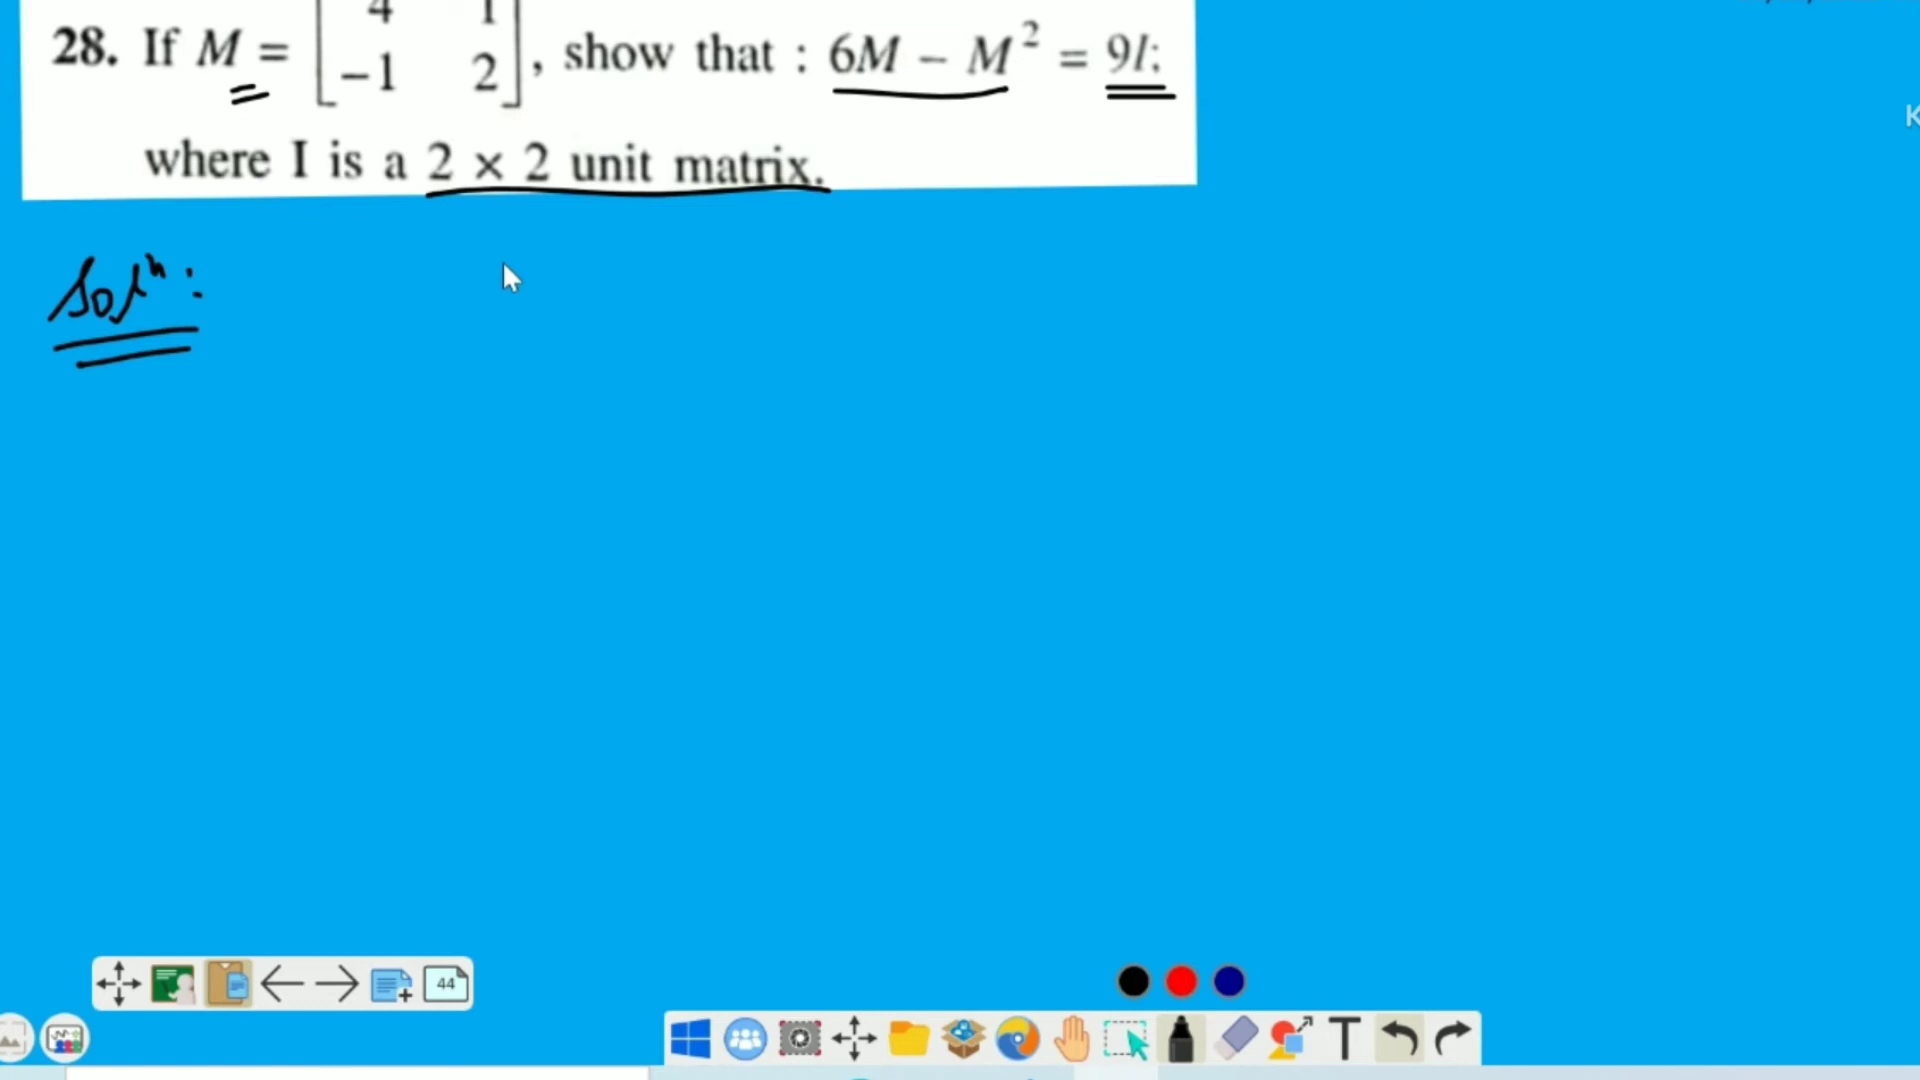 4 1
28. If M = [ -1 2 ], show that : 6M – M² = 9I;
where I is a 2 × 2 unit matrix.
Solⁿ :
K
44
T